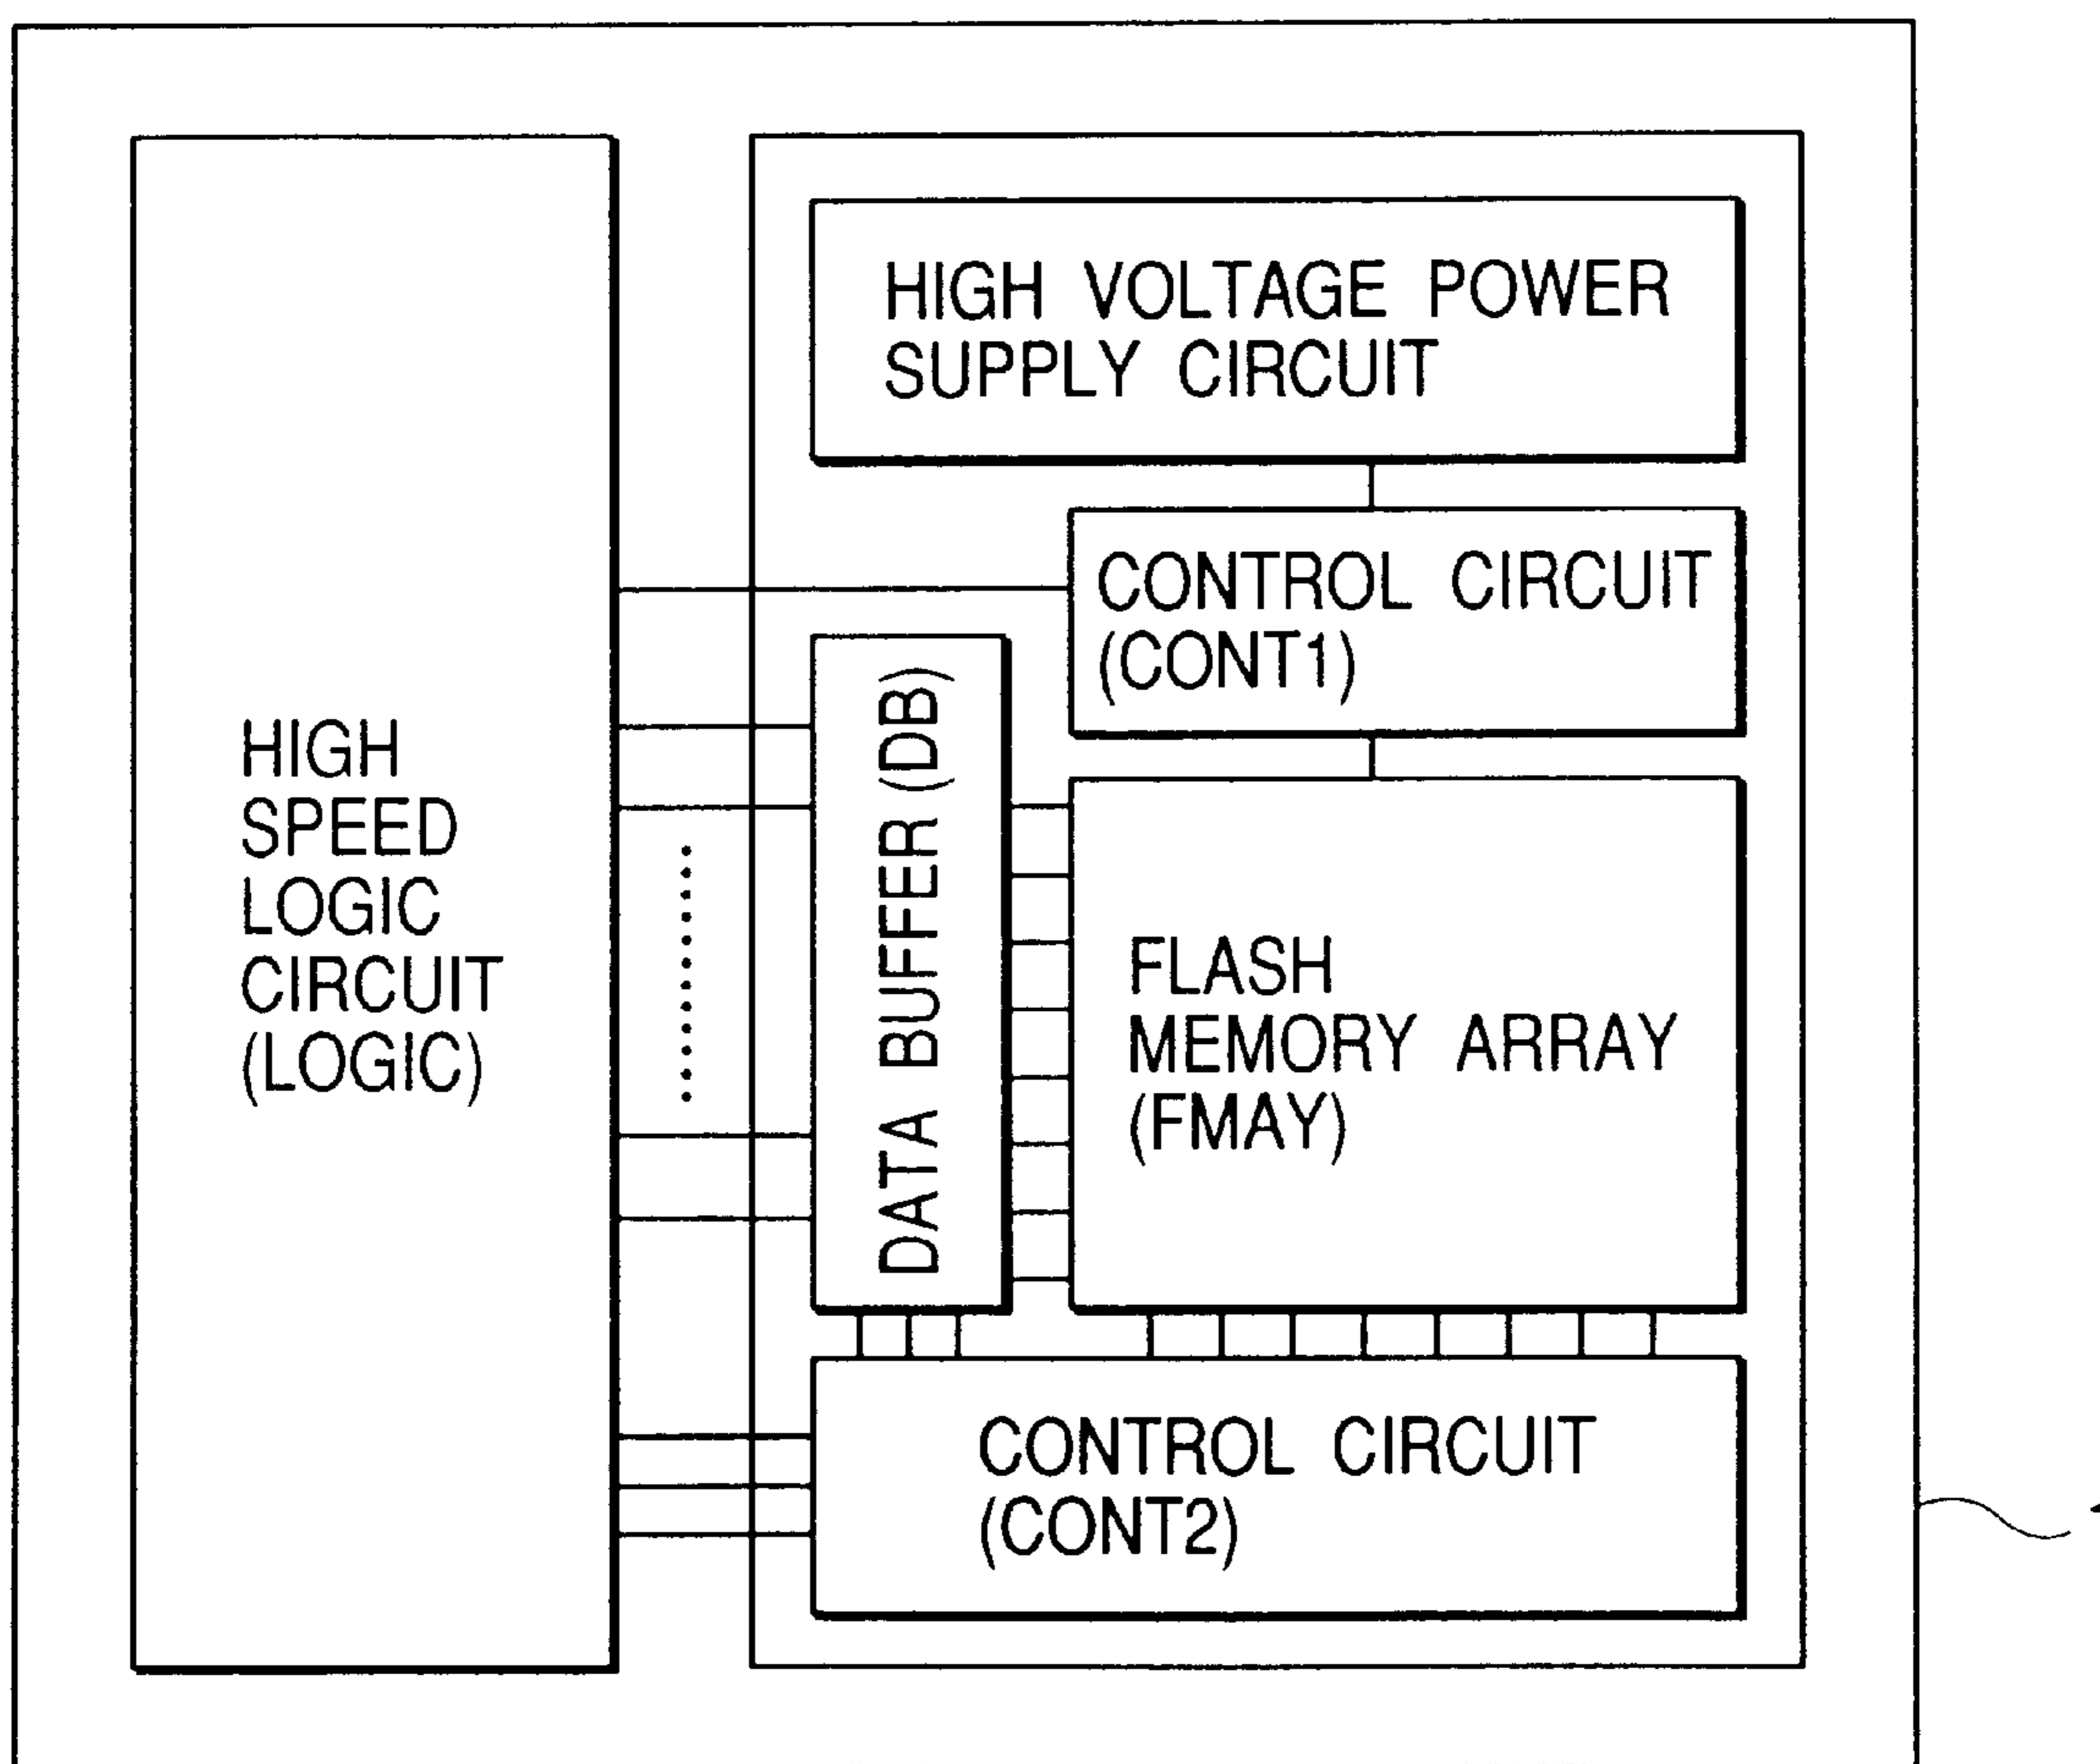 HIGH VOLTAGE POWER
SUPPLY CIRCUIT
CONTROL CIRCUIT
(CONT1)
HIGH
SPEED
LOGIC
CIRCUIT
(LOGIC)
DATA BUFFER (DB)
FLASH
MEMORY ARRAY
(FMAY)
CONTROL CIRCUIT
(CONT2)